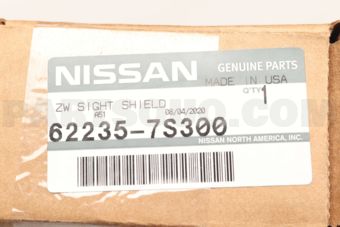 NISSAN
GENUINE PARTS
MADE IN USA
Q'TY 1
ZW SIGHT SHIELD
A51 08/04/2020
62235-7S300
NISSAN NORTH AMERICA, INC.